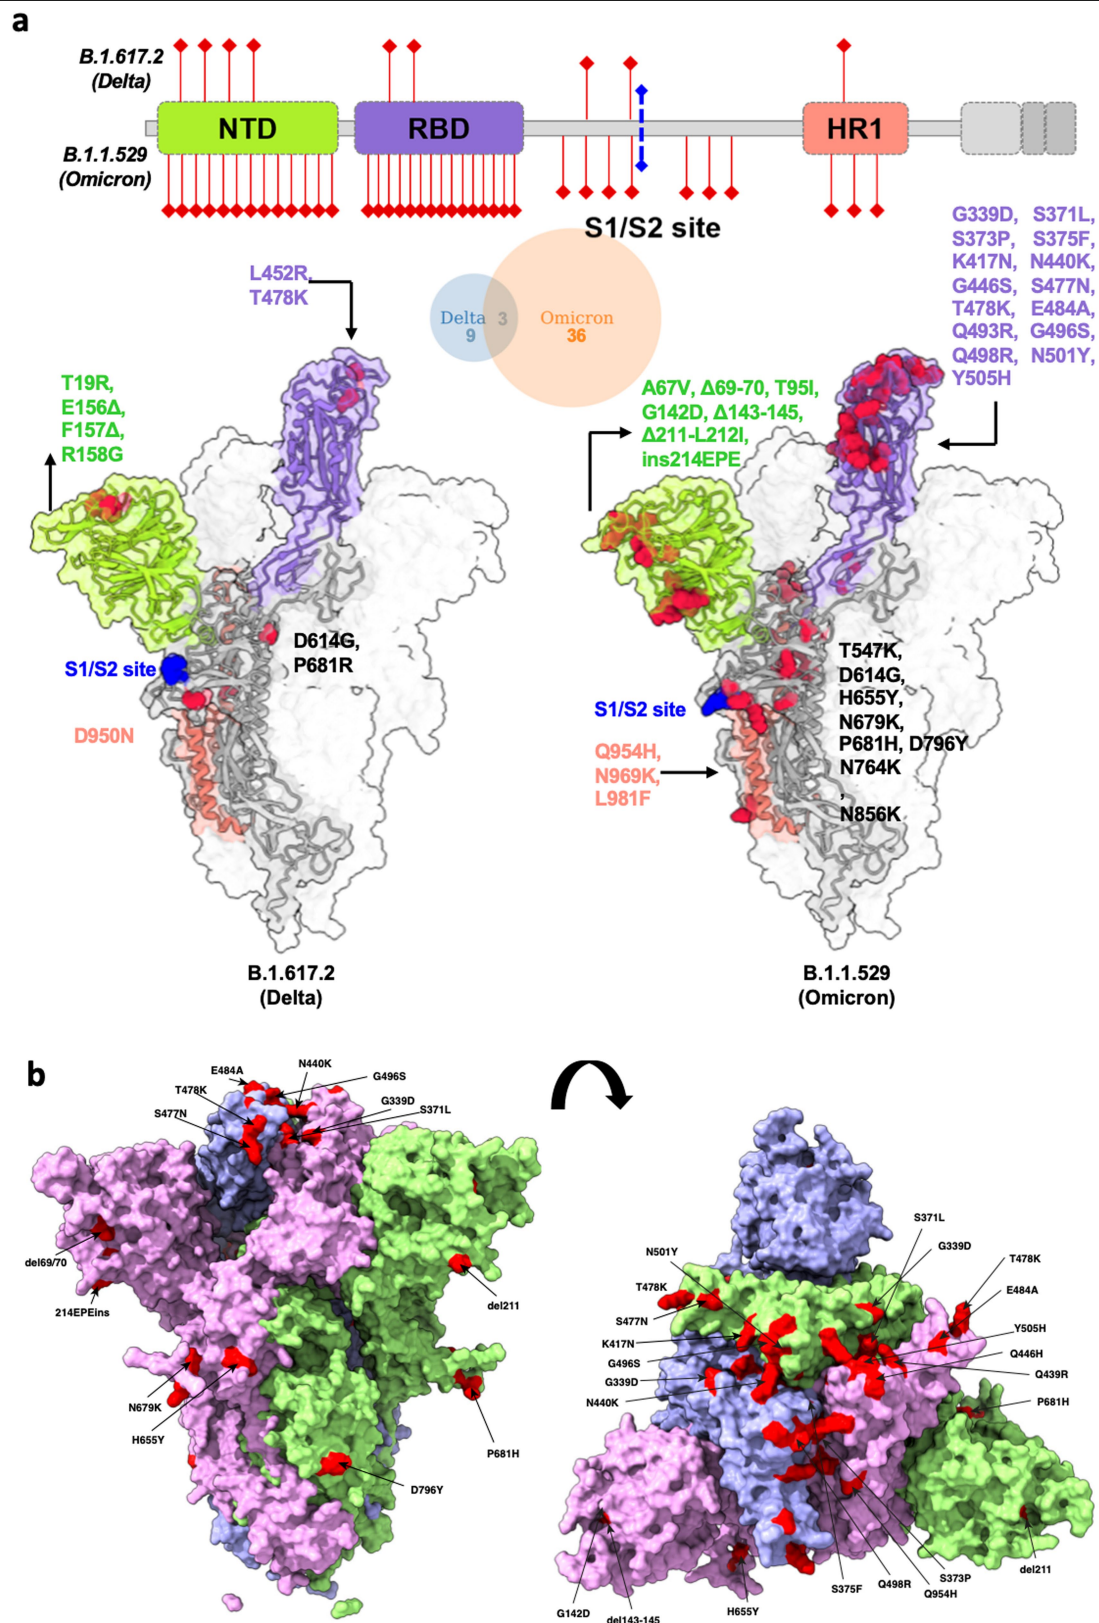 a
B.1.617.2
(Delta)
NTD
RBD
HR1
B.1.1.529
(Omicron)
S1/S2 site
Delta
9
3
Omicron
36
L452R,
T478K
T19R,
E156Δ,
F157Δ,
R158G
S1/S2 site
D614G,
P681R
D950N
B.1.617.2
(Delta)
G339D, S371L,
S373P, S375F,
K417N, N440K,
G446S, S477N,
T478K, E484A,
Q493R, G496S,
Q498R, N501Y,
Y505H
A67V, Δ69-70, T95I,
G142D, Δ143-145,
Δ211-L212I,
ins214EPE
T547K,
D614G,
H655Y,
N679K,
P681H, D796Y
N764K
,
N856K
S1/S2 site
Q954H,
N969K,
L981F
B.1.1.529
(Omicron)
b
E484A
N440K
T478K
G496S
S477N
G339D
S371L
del69/70
214EPEins
del211
N679K
H655Y
P681H
D796Y
S371L
N501Y
G339D
T478K
T478K
E484A
S477N
K417N
Y505H
G496S
Q446H
G339D
Q439R
N440K
P681H
del211
S373P
Q498R
S375F
Q954H
H655Y
G142D
del143-145